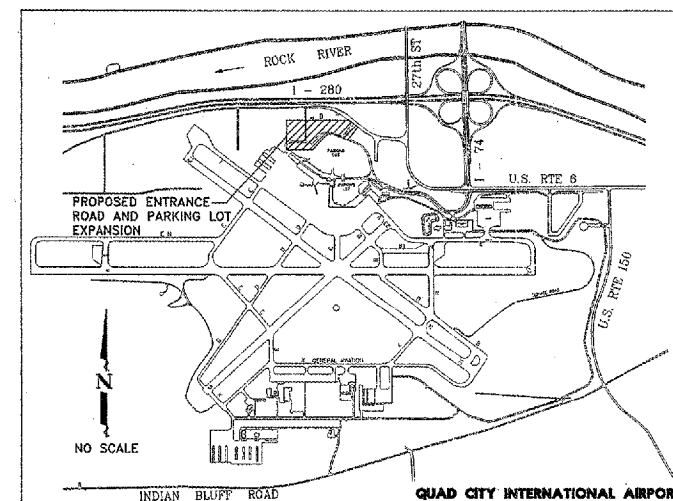 ROCK RIVER
I - 280
27th ST
I - 74
U.S. RTE 6
PROPOSED ENTRANCE
ROAD AND PARKING LOT
EXPANSION
U.S. RTE 150
GENERAL AVIATION
N
NO SCALE
INDIAN BLUFF ROAD
QUAD CITY INTERNATIONAL AIRPOR